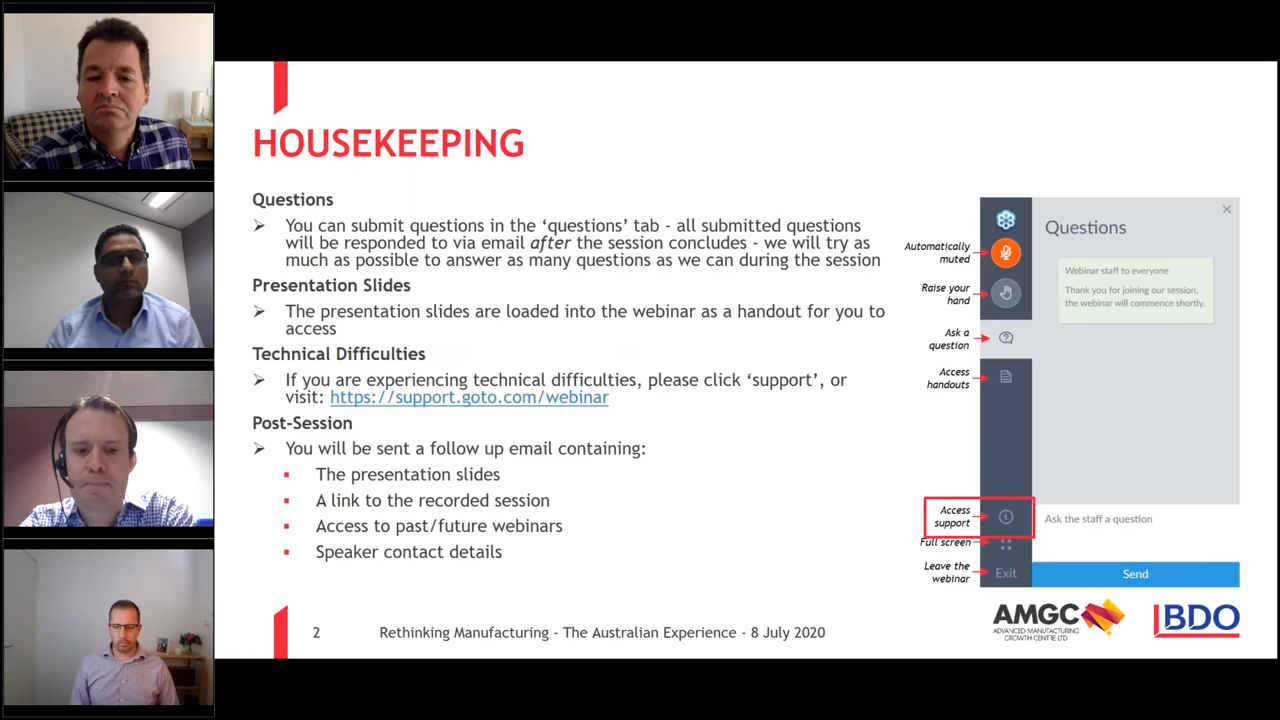 HOUSEKEEPING
Questions
➢ You can submit questions in the ‘questions’ tab - all submitted questions
will be responded to via email after the session concludes - we will try as
much as possible to answer as many questions as we can during the session
Presentation Slides
➢ The presentation slides are loaded into the webinar as a handout for you to
access
Technical Difficulties
➢ If you are experiencing technical difficulties, please click ‘support’, or
visit: https://support.goto.com/webinar
Post-Session
➢ You will be sent a follow up email containing:
▪ The presentation slides
▪ A link to the recorded session
▪ Access to past/future webinars
▪ Speaker contact details
Automatically
muted
Raise your
hand
Ask a
question
Access
handouts
Access
support
Full screen
Leave the
webinar
Questions
Webinar staff to everyone
Thank you for joining our session,
the webinar will commence shortly.
Ask the staff a question
Exit
Send
2
Rethinking Manufacturing - The Australian Experience - 8 July 2020
AMGC
ADVANCED MANUFACTURING
GROWTH CENTRE LTD
BDO